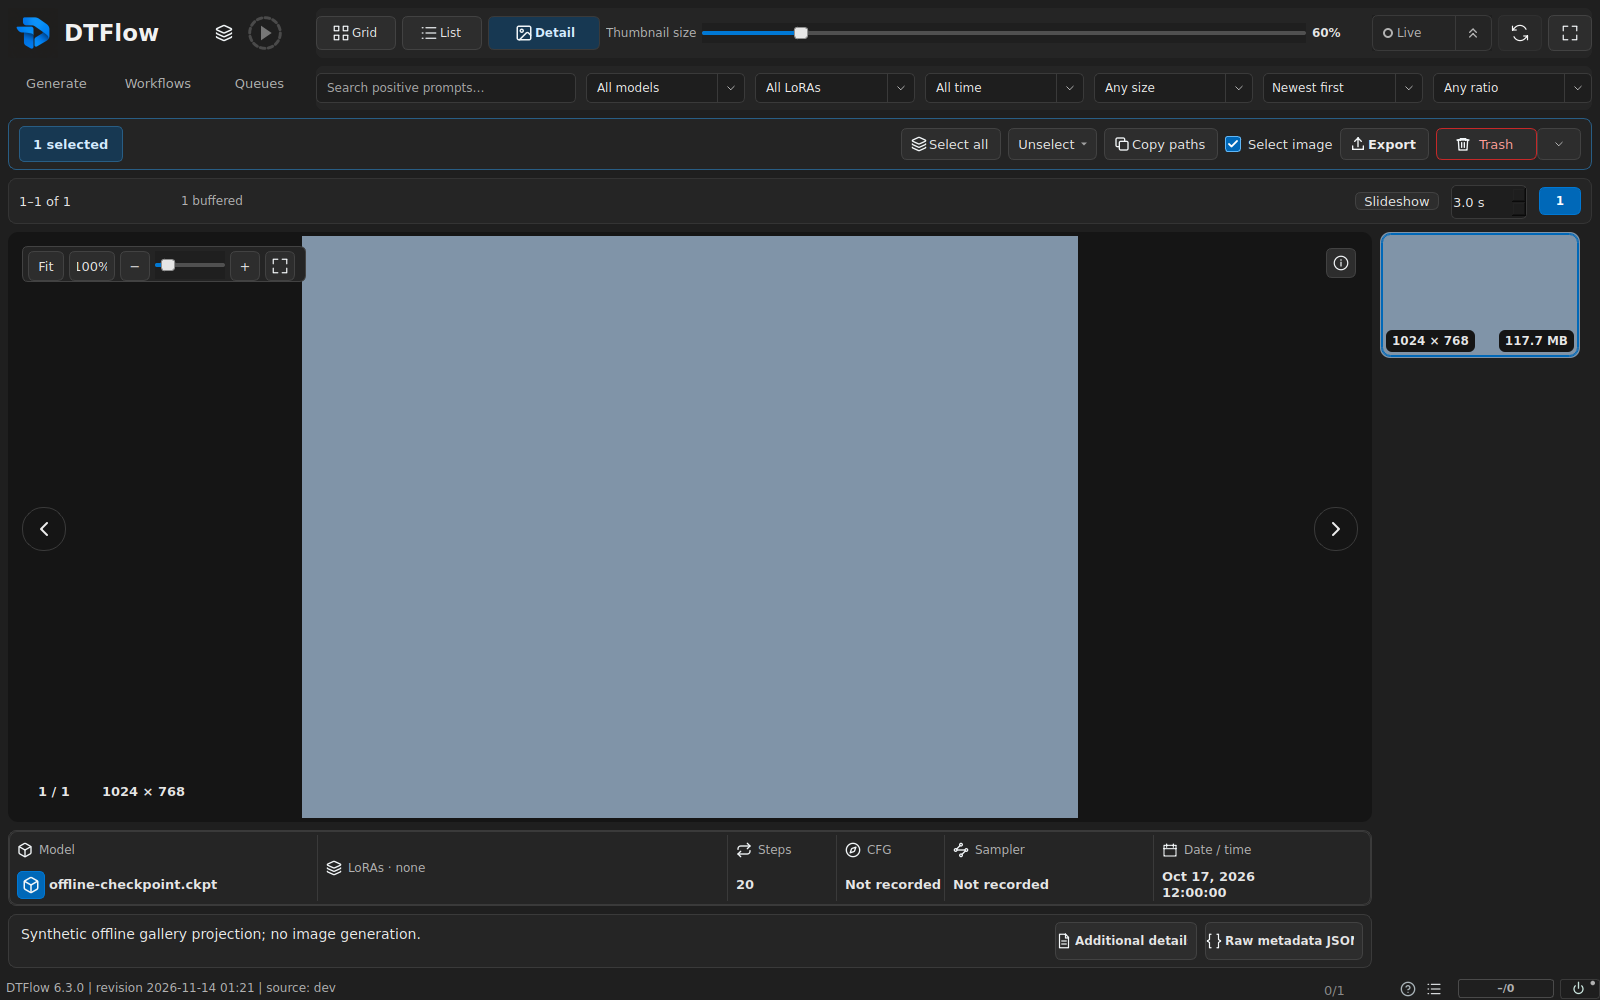 DTFlow
Grid
List
Detail
Thumbnail size
60%
Live
Generate
Workflows
Queues
Search positive prompts...
All models
All LoRAs
All time
Any size
Newest first
Any ratio
1 selected
Select all
Unselect
Copy paths
Select image
Export
Trash
1–1 of 1
1 buffered
Slideshow
3.0 s
1
Fit
100%
1024 × 768
117.7 MB
1 / 1
1024 × 768
Model
offline-checkpoint.ckpt
LoRAs · none
Steps
20
CFG
Not recorded
Sampler
Not recorded
Date / time
Oct 17, 2026
12:00:00
Synthetic offline gallery projection; no image generation.
Additional detail
{} Raw metadata JSON
DTFlow 6.3.0 | revision 2026-11-14 01:21 | source: dev
0/1
–/0